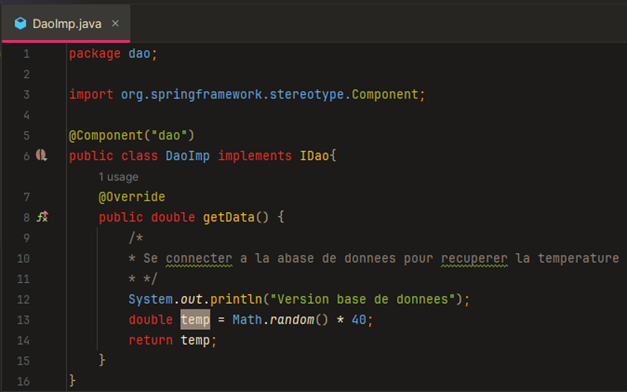 DaoImp.java ×
1 package dao;
2
3 import org.springframework.stereotype.Component;
4
5 @Component("dao")
6 public class DaoImp implements IDao{
1 usage
7 @Override
8 public double getData() {
9 /*
10 * Se connecter a la abase de donnees pour recuperer la temperature
11 * */
12 System.out.println("Version base de donnees");
13 double temp = Math.random() * 40;
14 return temp;
15 }
16 }